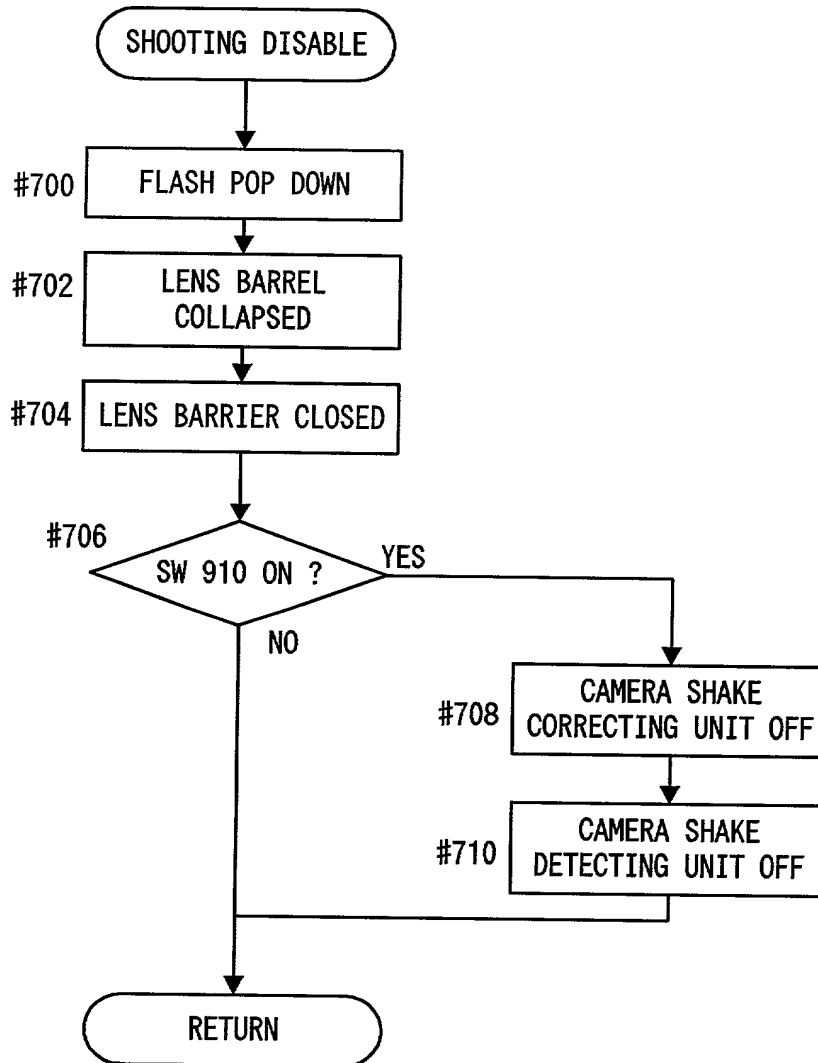 SHOOTING DISABLE
#700
FLASH POP DOWN
#702
LENS BARREL
COLLAPSED
#704
LENS BARRIER CLOSED
#706
SW 910 ON ?
YES
NO
#708
CAMERA SHAKE
CORRECTING UNIT OFF
#710
CAMERA SHAKE
DETECTING UNIT OFF
RETURN